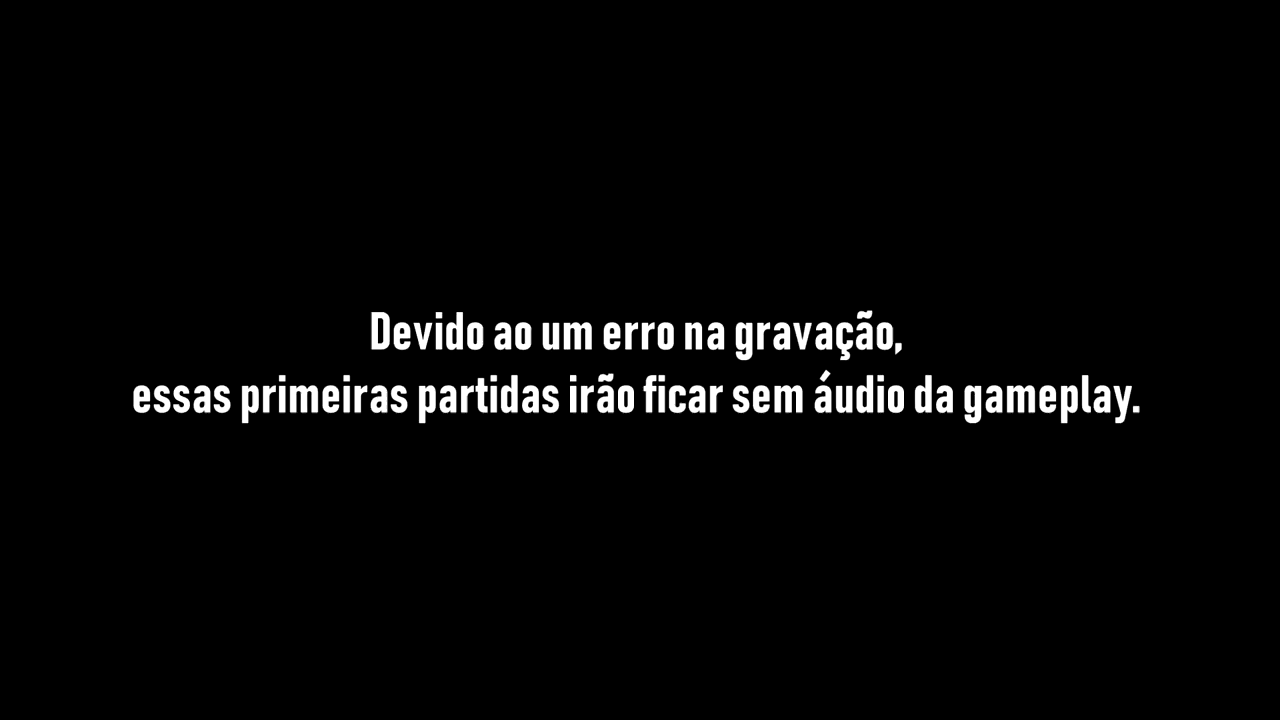 Devido ao um erro na gravação,
essas primeiras partidas irão ficar sem áudio da gameplay.